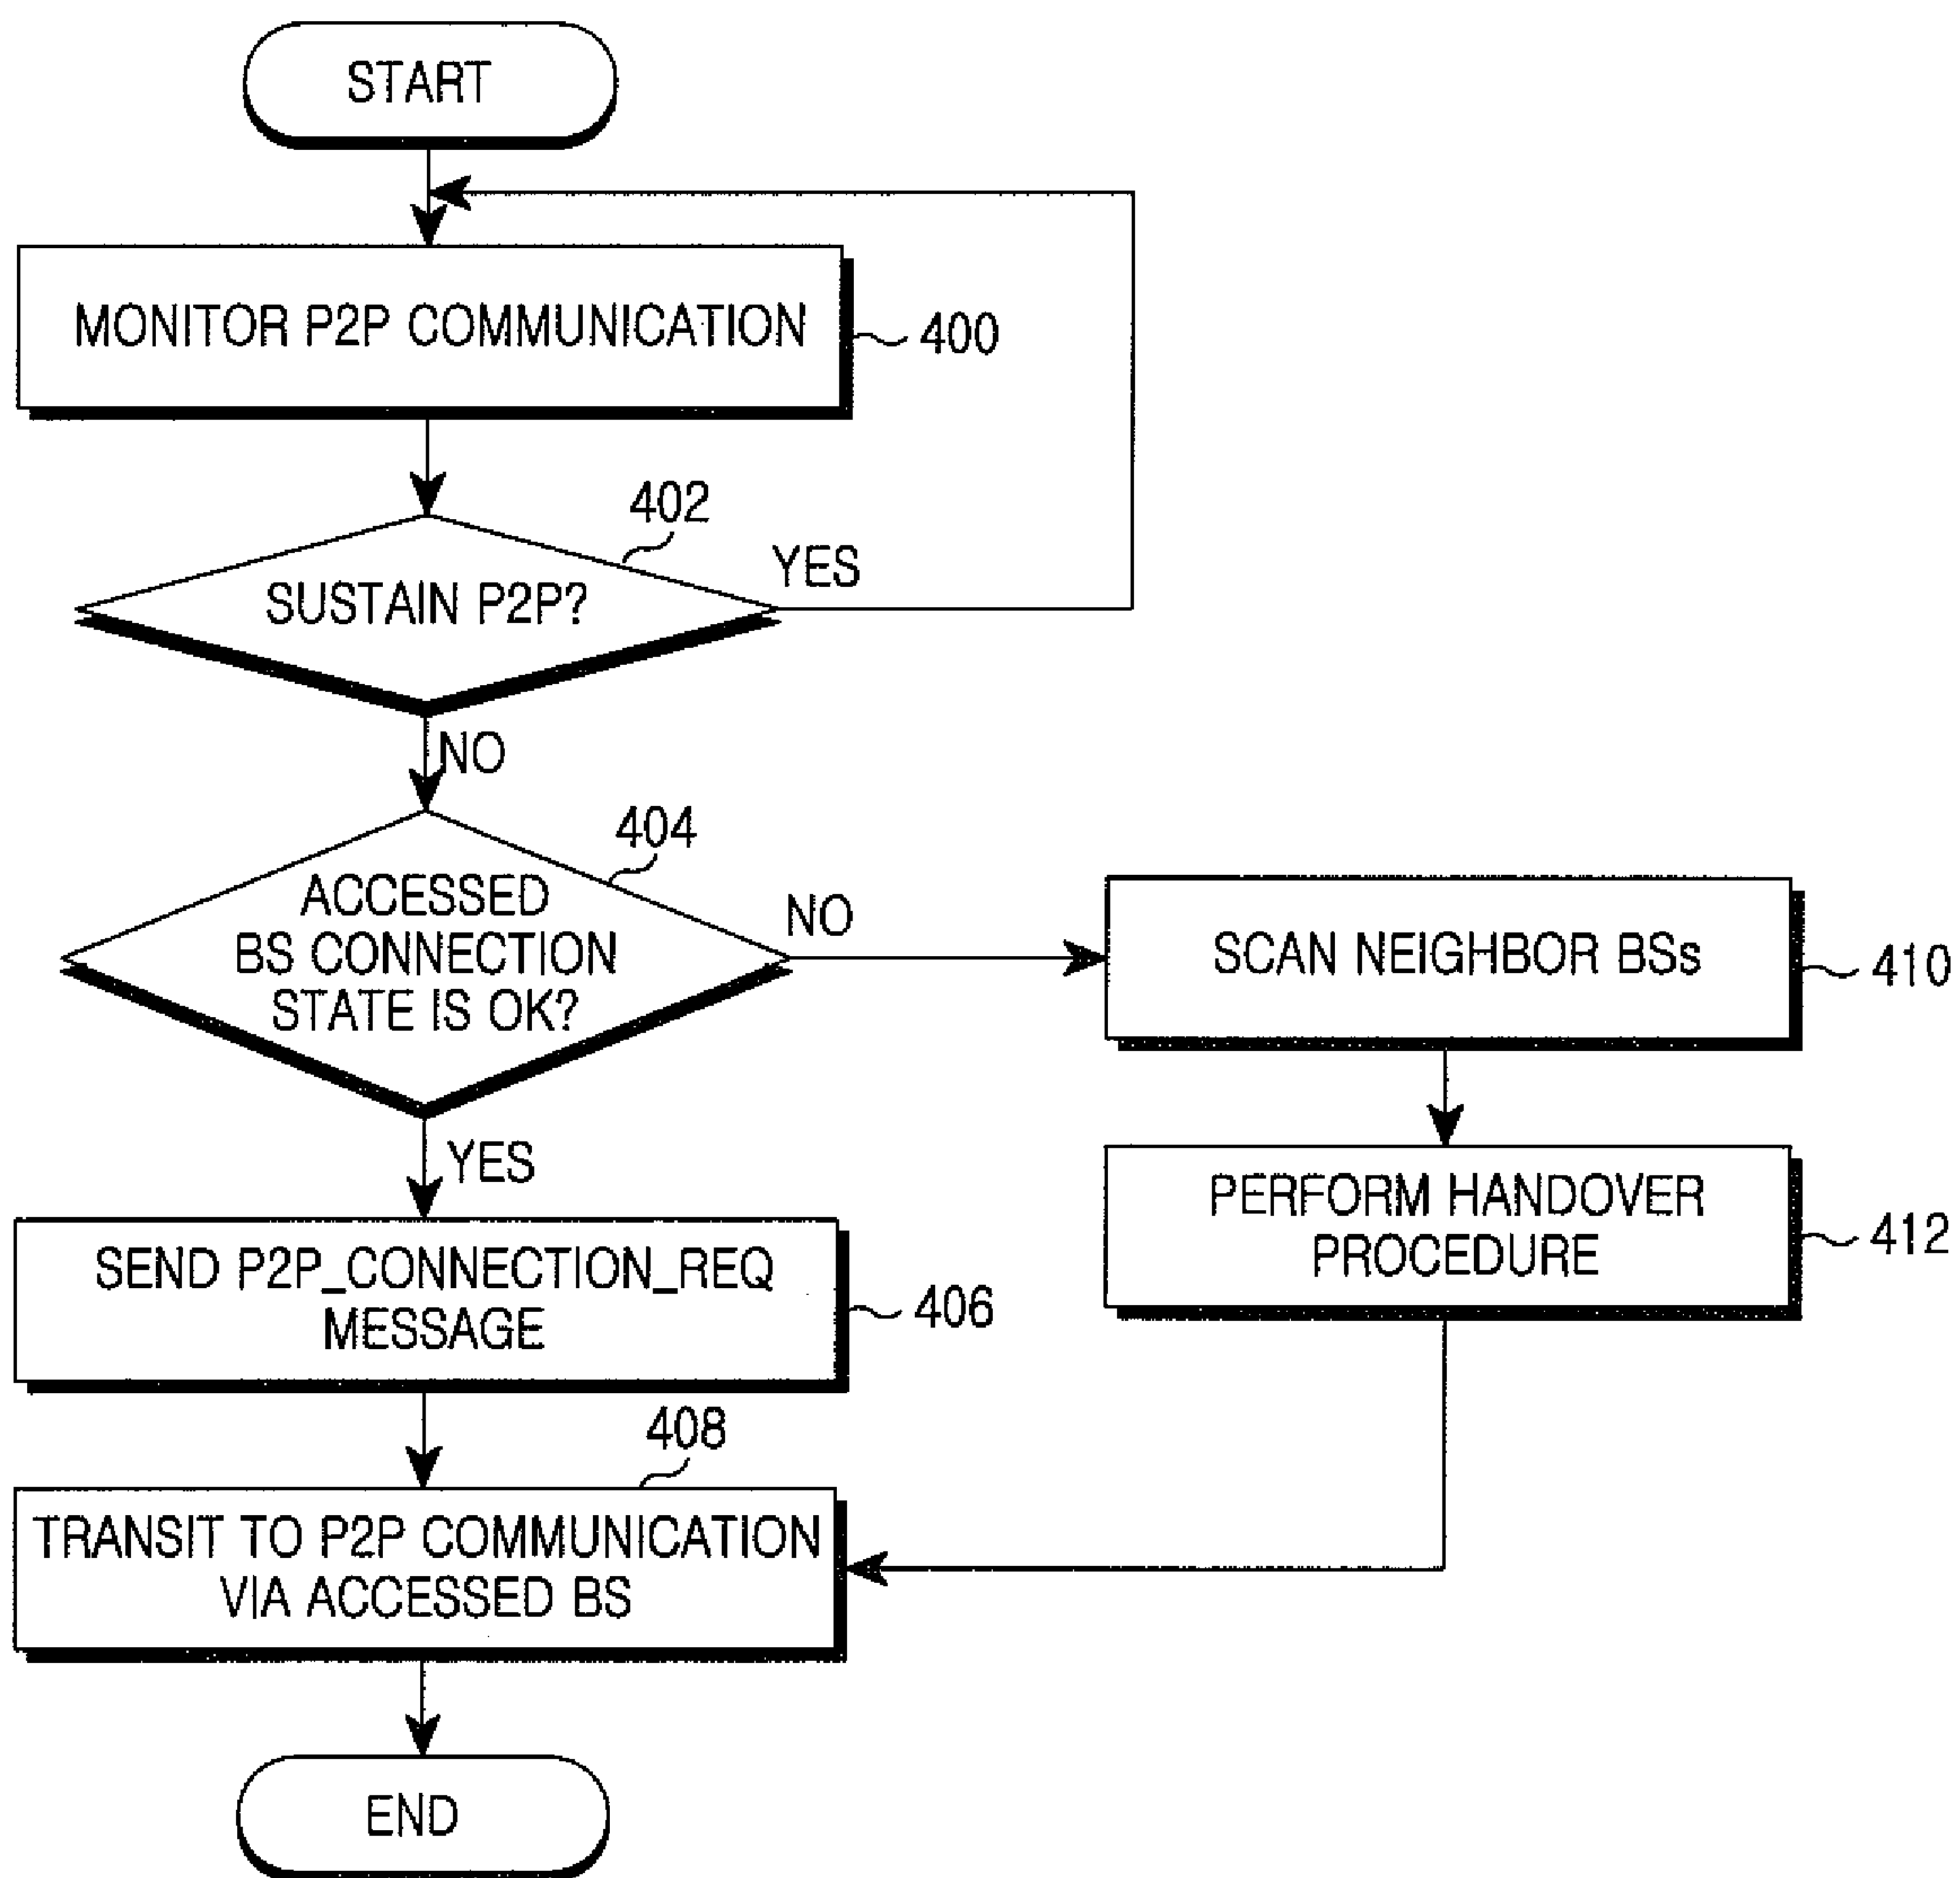 START
MONITOR P2P COMMUNICATION
400
402
SUSTAIN P2P?
YES
NO
404
ACCESSED
BS CONNECTION
STATE IS OK?
NO
SCAN NEIGHBOR BSs
410
YES
PERFORM HANDOVER
PROCEDURE
412
SEND P2P_CONNECTION_REQ
MESSAGE
406
408
TRANSIT TO P2P COMMUNICATION
VIA ACCESSED BS
END